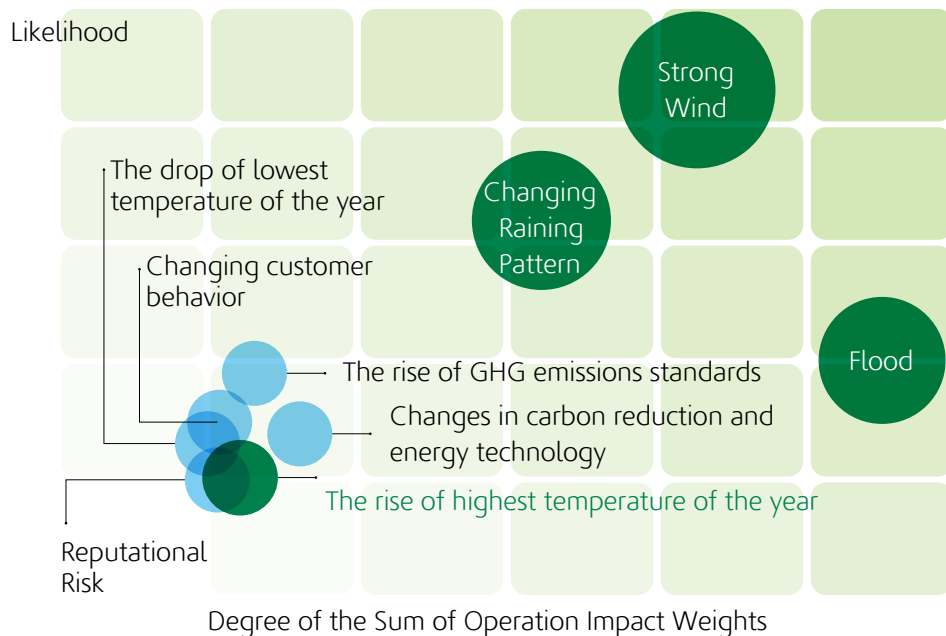 Likelihood
Strong
Wind
The drop of lowest
temperature of the year
Changing
Raining
Pattern
Changing customer
behavior
Flood
The rise of GHG emissions standards
Changes in carbon reduction and
energy technology
The rise of highest temperature of the year
Reputational
Risk
Degree of the Sum of Operation Impact Weights